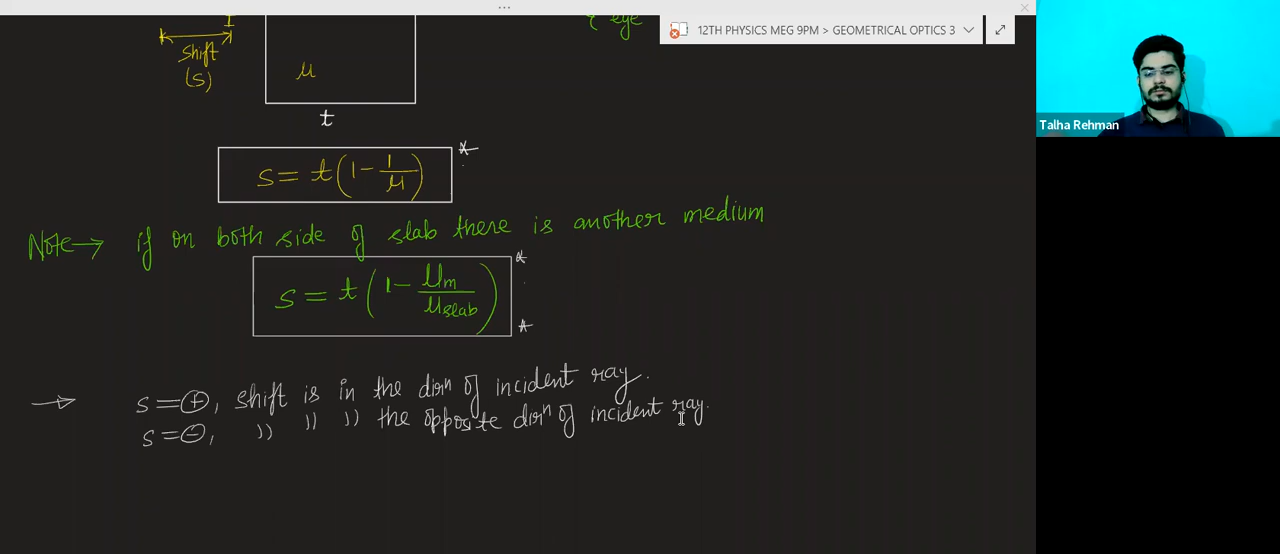 ...
& eye
12TH PHYSICS MEG 9PM > GEOMETRICAL OPTICS 3
I
shift
(s)
μ
t
Talha Rehman
s = t(1 - 1/μ)
Note → if on both side of slab there is another medium
s = t(1 - μm/μslab)
→ s = ⊕, shift is in the dirⁿ of incident ray.
s = ⊖, '' '' '' the opposite dirⁿ of incident ray.